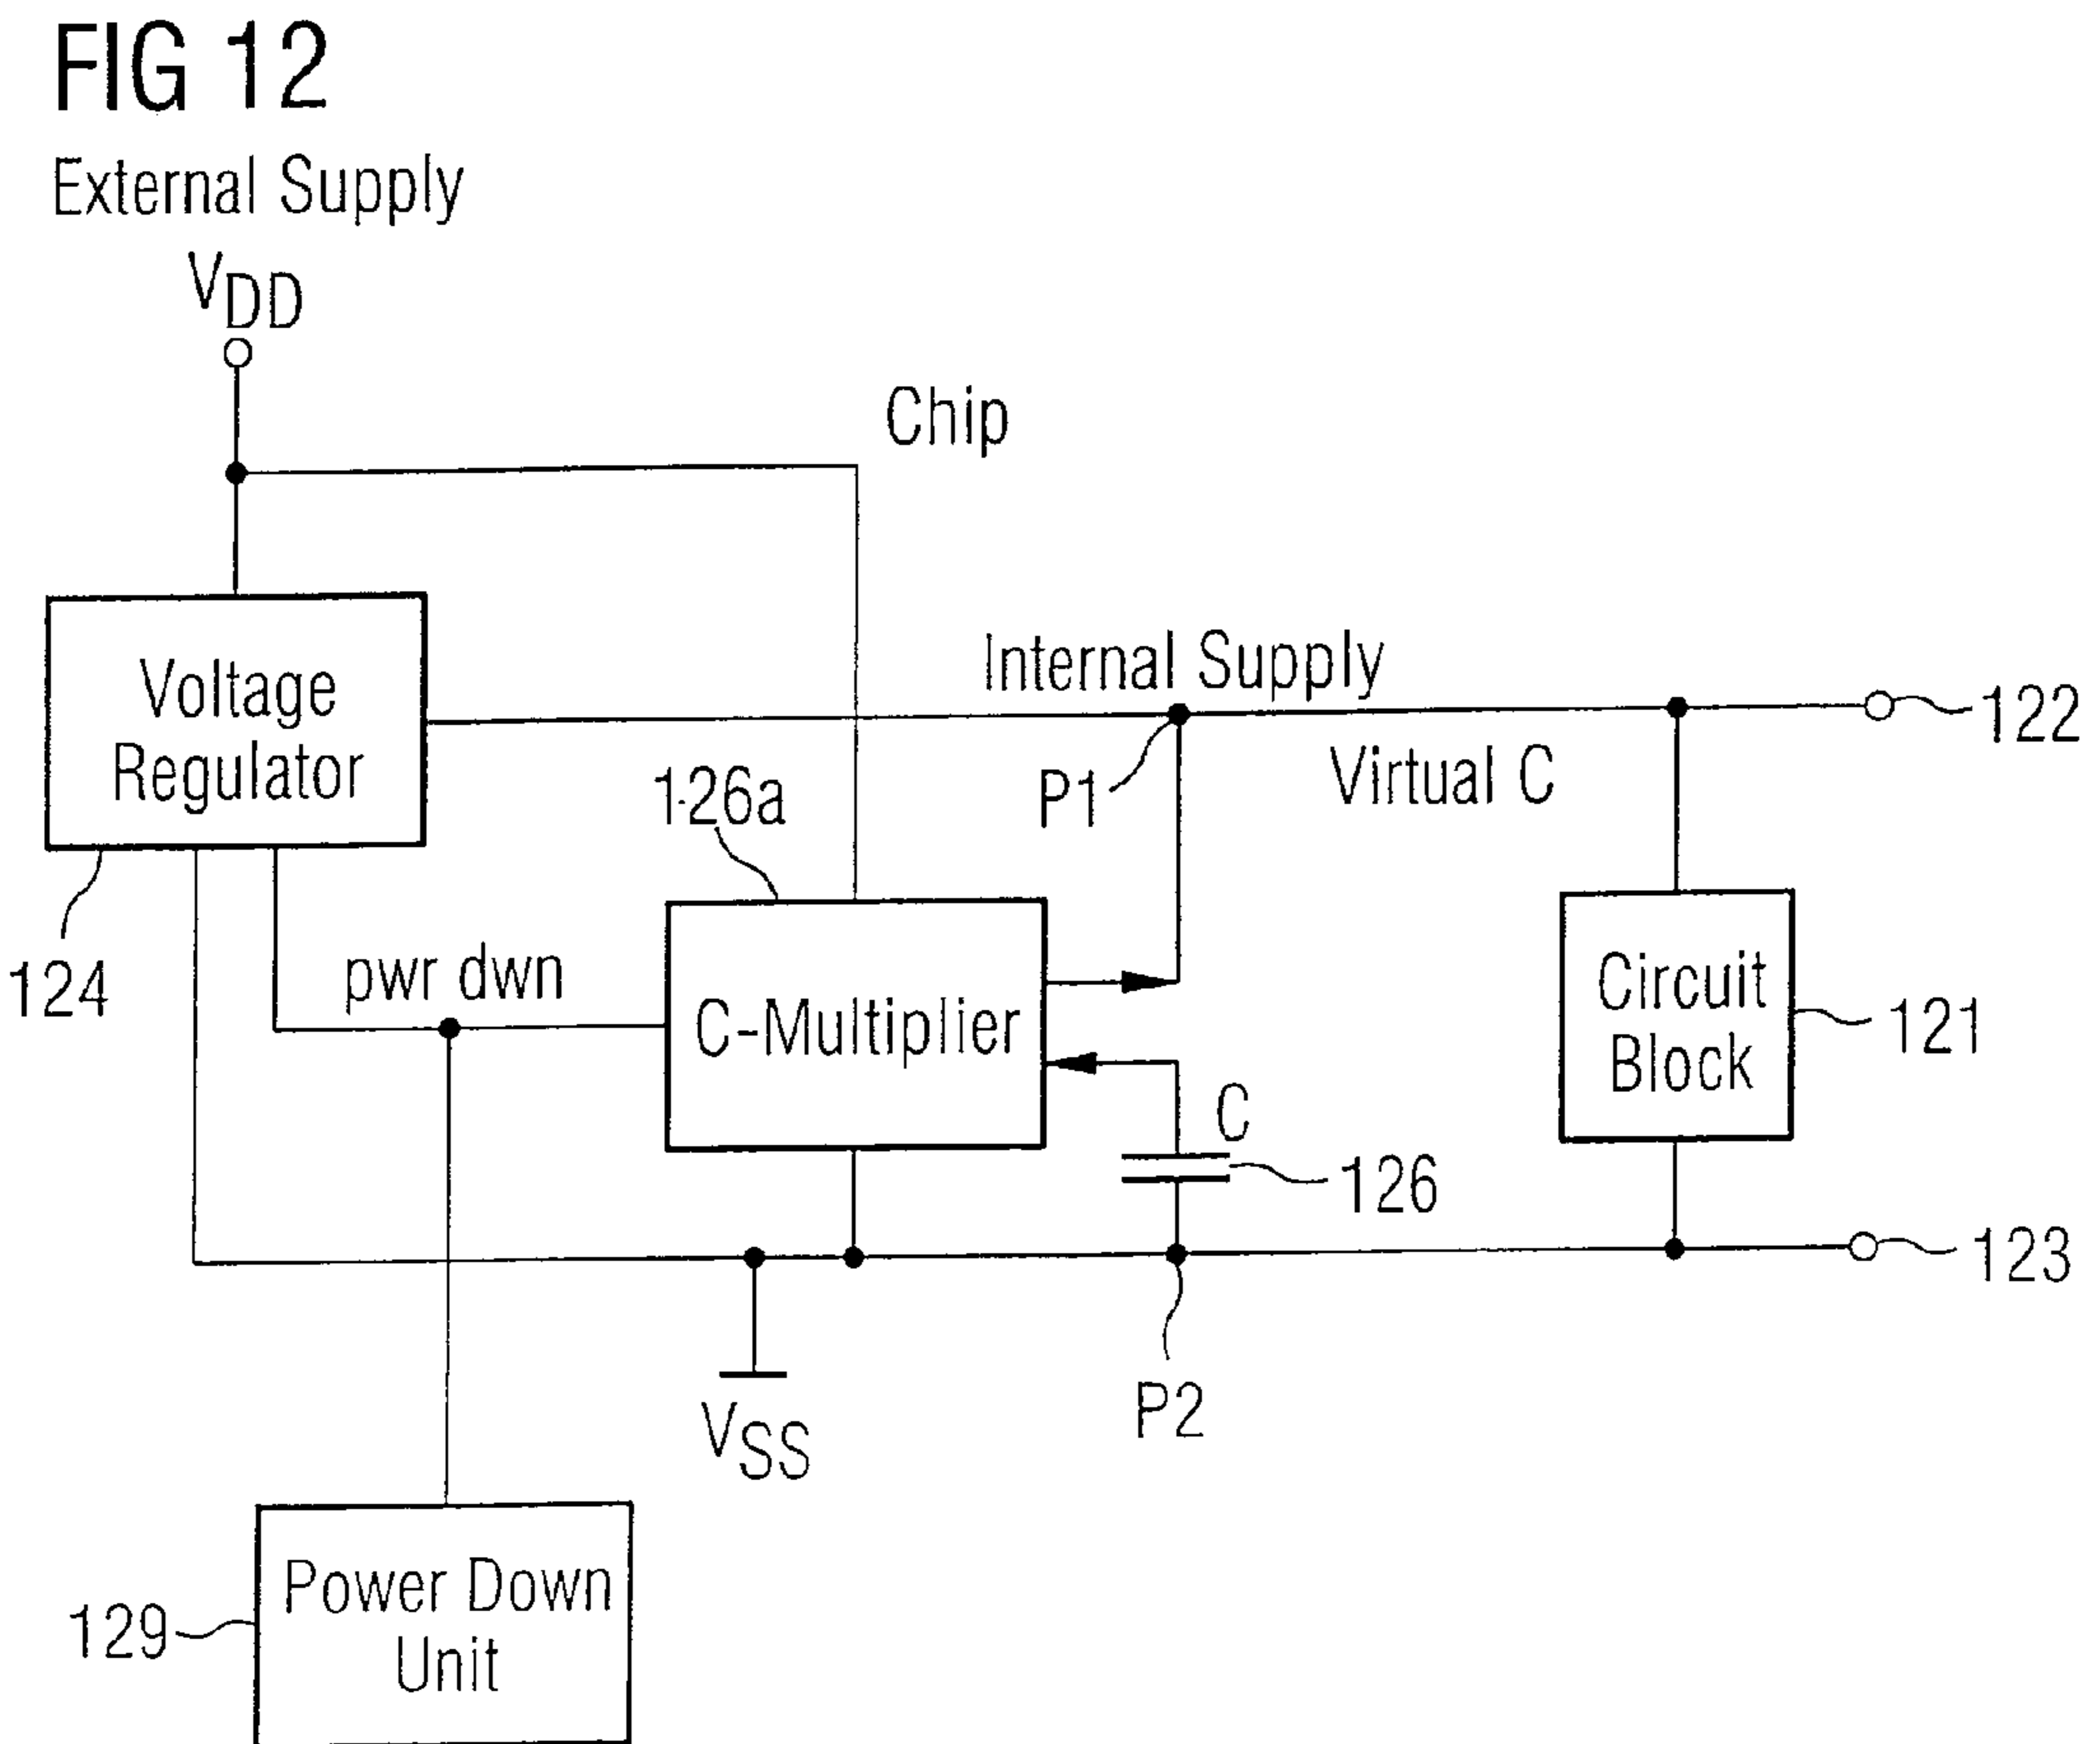 FIG 12
External Supply
VDD
Chip
Internal Supply
122
Voltage
Regulator
P1
Virtual C
126a
124
pwr dwn
C-Multiplier
Circuit
Block
121
C
126
123
VSS
P2
Power Down
Unit
129